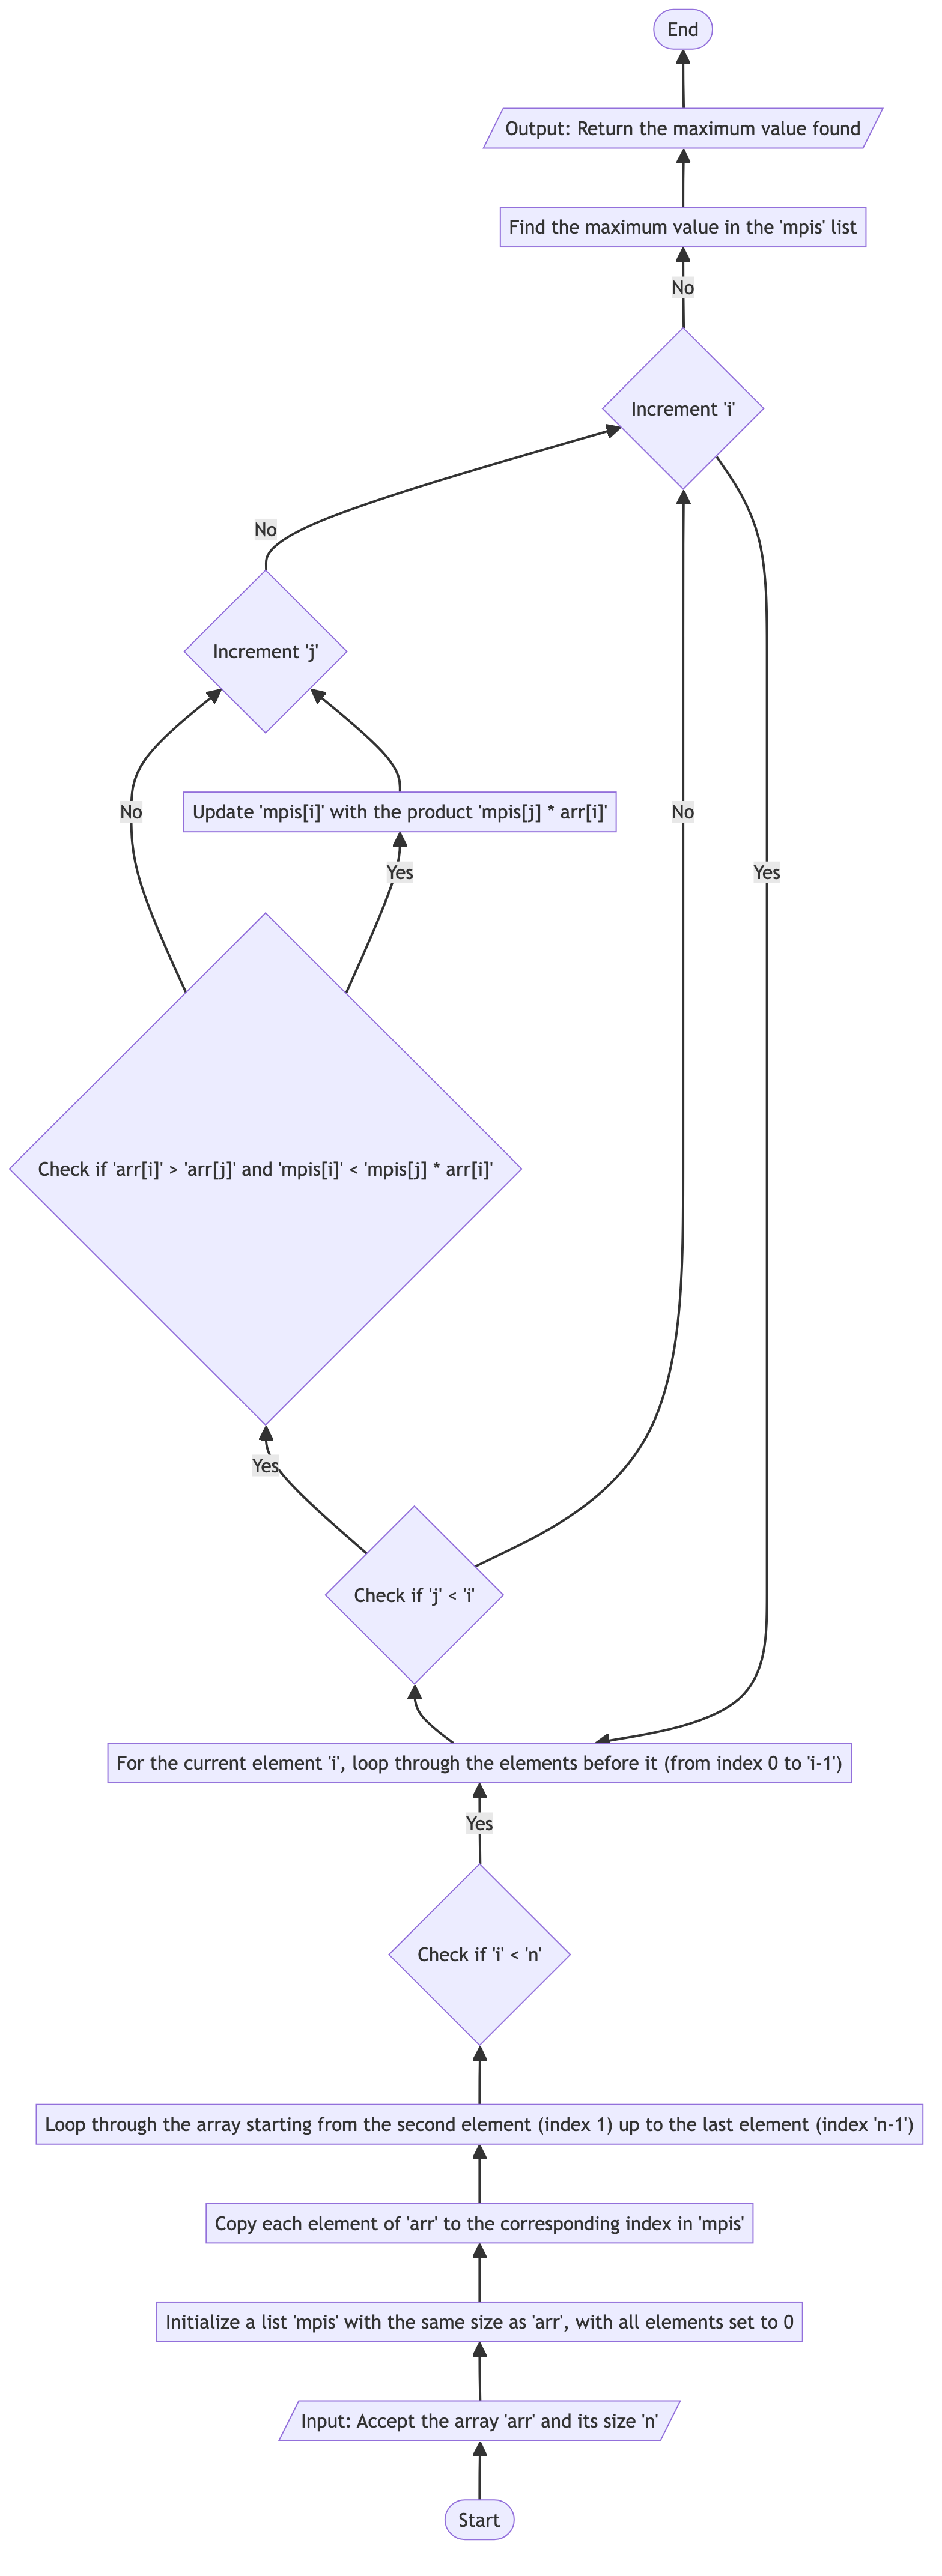 End
Output: Return the maximum value found
Find the maximum value in the 'mpis' list
No
Increment 'i'
No
Increment 'j'
No
Update 'mpis[i]' with the product 'mpis[j] * arr[i]'
No
Yes
Yes
Check if 'arr[i]' > 'arr[j]' and 'mpis[i]' < 'mpis[j] * arr[i]'
Yes
Check if 'j' < 'i'
For the current element 'i', loop through the elements before it (from index 0 to 'i-1')
Yes
Check if 'i' < 'n'
Loop through the array starting from the second element (index 1) up to the last element (index 'n-1')
Copy each element of 'arr' to the corresponding index in 'mpis'
Initialize a list 'mpis' with the same size as 'arr', with all elements set to 0
Input: Accept the array 'arr' and its size 'n'
Start